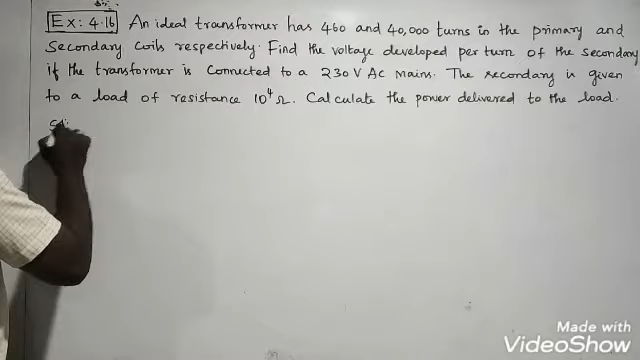 Ex: 4.16 An ideal transformer has 460 and 40,000 turns in the primary and
Secondary coils respectively. Find the voltage developed per turn of the secondary
if the transformer is connected to a 230 V AC mains. The secondary is given
to a load of resistance 10⁴ Ω. Calculate the power delivered to the load.
Made with
VideoShow